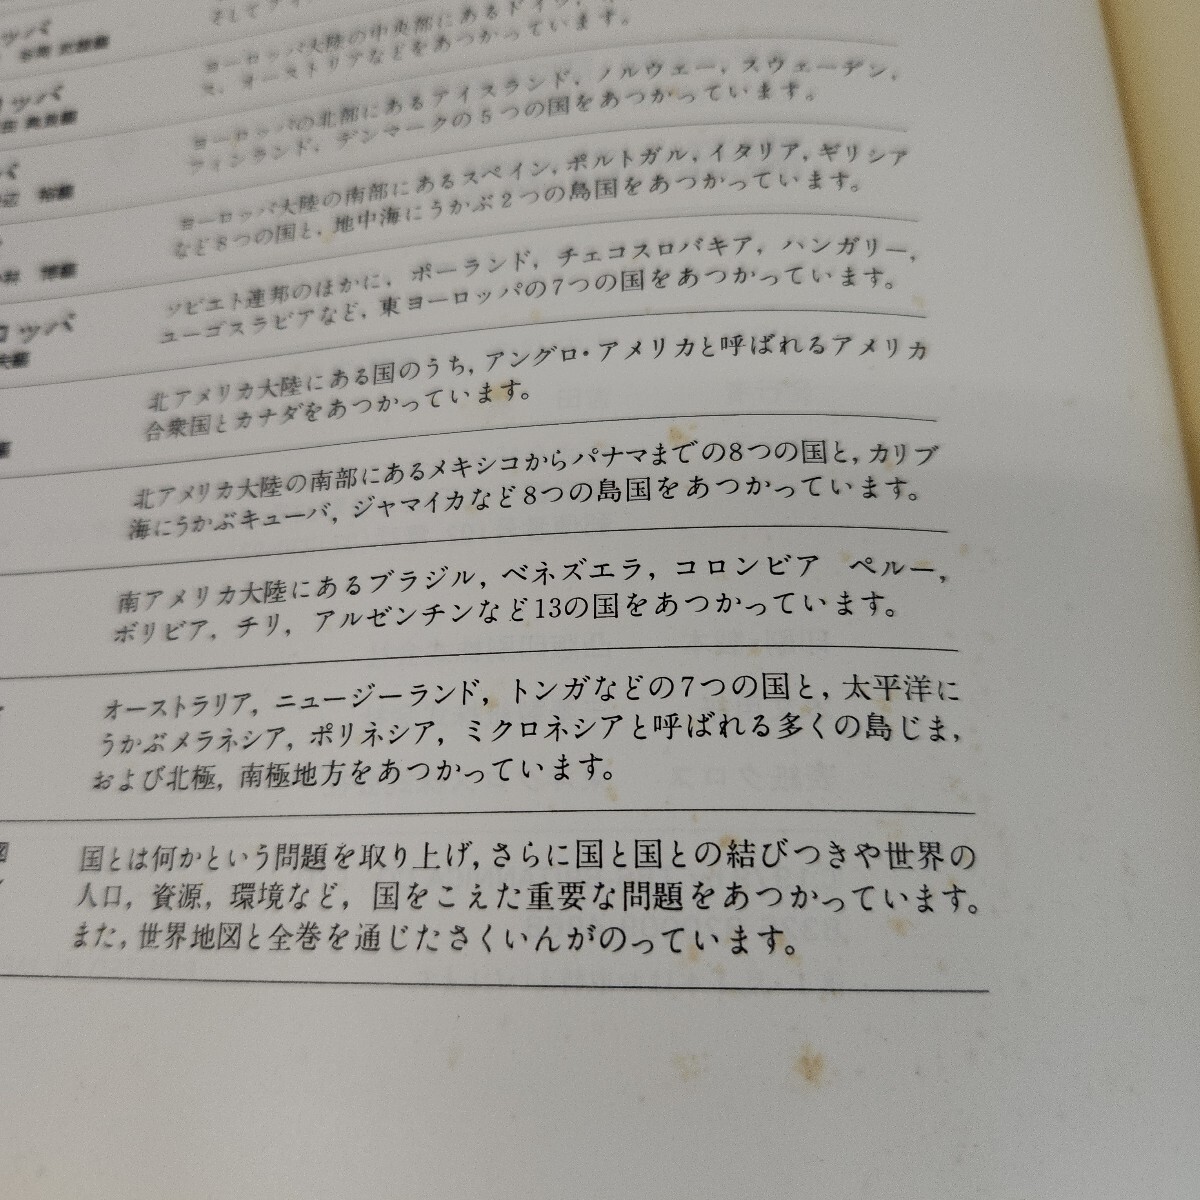 ッパ
そして
ヨーロッパ大陸の中央部にあるドイツ,
ス,オーストリアなどをあつかっています。
ロッパ
ヨーロッパの北部にあるアイスランド,ノルウェー,スウェーデン,
フィンランド,デンマークの5つの国をあつかっています。
パ
ヨーロッパ大陸の南部にあるスペイン,ポルトガル,イタリア,ギリシア
など8つの国と,地中海にうかぶ2つの島国をあつかっています。
ロッパ
ソビエト連邦のほかに,ポーランド,チェコスロバキア,ハンガリー,
ユーゴスラビアなど,東ヨーロッパの7つの国をあつかっています。
北アメリカ大陸にある国のうち,アングロ・アメリカと呼ばれるアメリカ
合衆国とカナダをあつかっています。
北アメリカ大陸の南部にあるメキシコからパナマまでの8つの国と,カリブ
海にうかぶキューバ,ジャマイカなど8つの島国をあつかっています。
南アメリカ大陸にあるブラジル,ベネズエラ,コロンビア ペルー,
ボリビア,チリ,アルゼンチンなど13の国をあつかっています。
オーストラリア,ニュージーランド,トンガなどの7つの国と,太平洋に
うかぶメラネシア,ポリネシア,ミクロネシアと呼ばれる多くの島じま,
および北極,南極地方をあつかっています。
国とは何かという問題を取り上げ,さらに国と国との結びつきや世界の
人口,資源,環境など,国をこえた重要な問題をあつかっています。
また,世界地図と全巻を通じたさくいんがのっています。